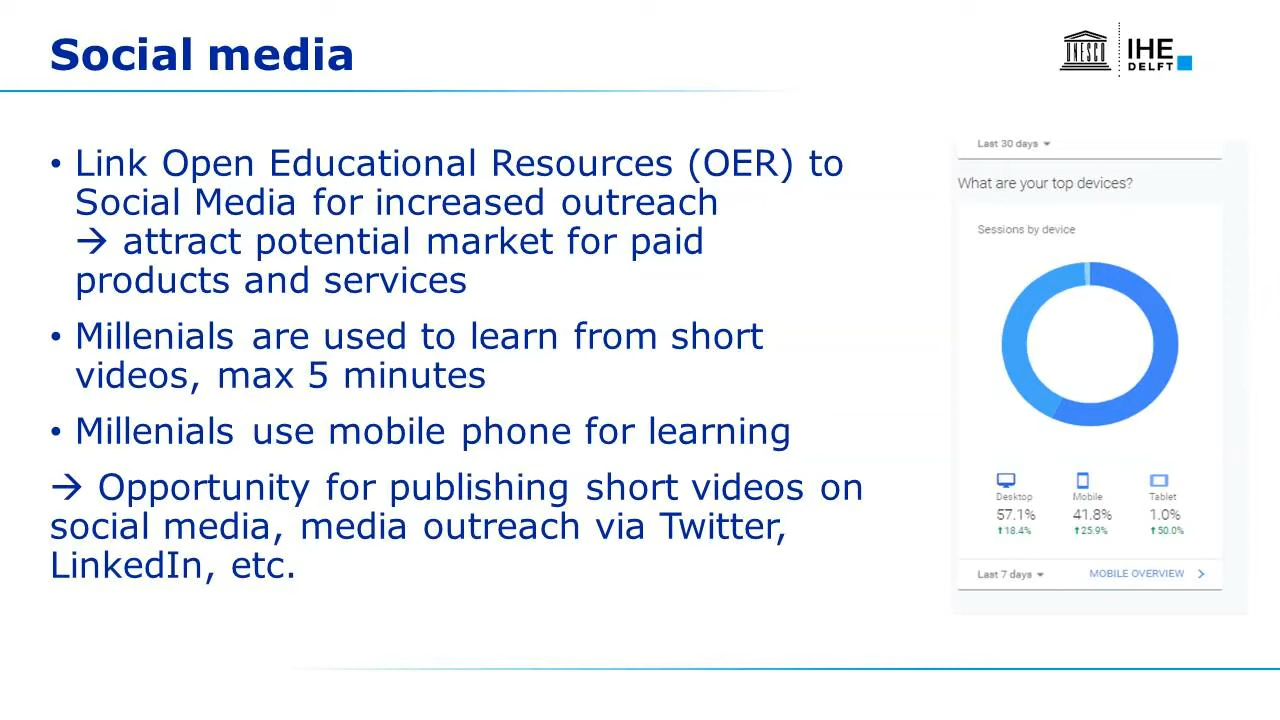 Social media
UNESCO
IHE
DELFT
• Link Open Educational Resources (OER) to
Social Media for increased outreach
→ attract potential market for paid
products and services
• Millenials are used to learn from short
videos, max 5 minutes
• Millenials use mobile phone for learning
→ Opportunity for publishing short videos on
social media, media outreach via Twitter,
LinkedIn, etc.
Last 30 days
What are your top devices?
Sessions by device
Desktop Mobile Tablet
57.1% 41.8% 1.0%
↑18.4% ↑25.9% ↑50.0%
Last 7 days MOBILE OVERVIEW >